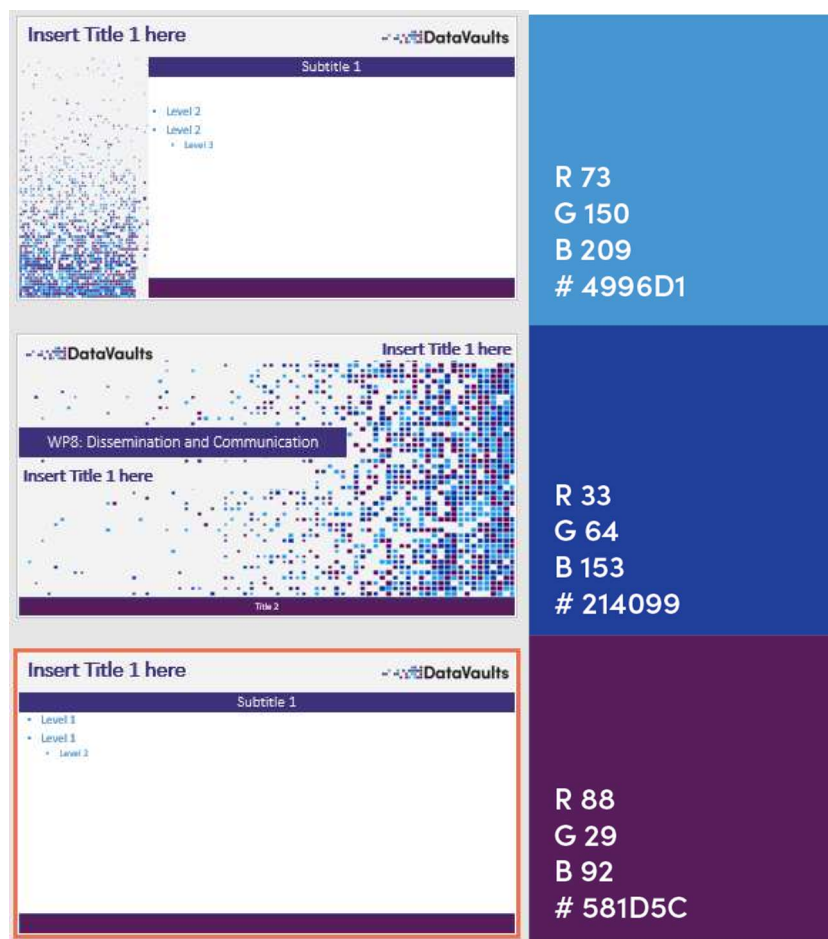 Insert Title 1 here
DataVaults
Subtitle 1
• Level 2
• Level 2
• Level 3
DataVaults
Insert Title 1 here
WP8: Dissemination and Communication
Insert Title 1 here
Title 2
Insert Title 1 here
DataVaults
Subtitle 1
• Level 1
• Level 1
• Level 2
R 73
G 150
B 209
# 4996D1
R 33
G 64
B 153
# 214099
R 88
G 29
B 92
# 581D5C